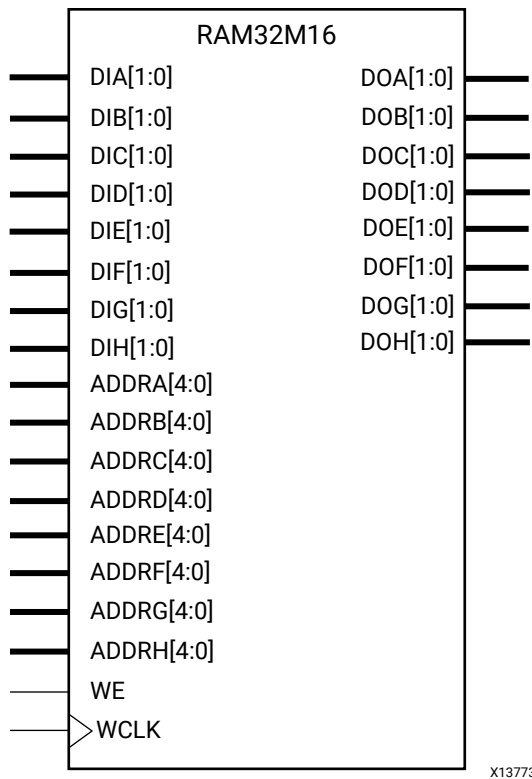 RAM32M16
DIA[1:0] DOA[1:0]
DIB[1:0] DOB[1:0]
DIC[1:0] DOC[1:0]
DID[1:0] DOD[1:0]
DIE[1:0] DOE[1:0]
DIF[1:0] DOF[1:0]
DIG[1:0] DOG[1:0]
DIH[1:0] DOH[1:0]
ADDRA[4:0]
ADDRB[4:0]
ADDRC[4:0]
ADDRD[4:0]
ADDRE[4:0]
ADDRF[4:0]
ADDRG[4:0]
ADDRH[4:0]
WE
WCLK
X13773